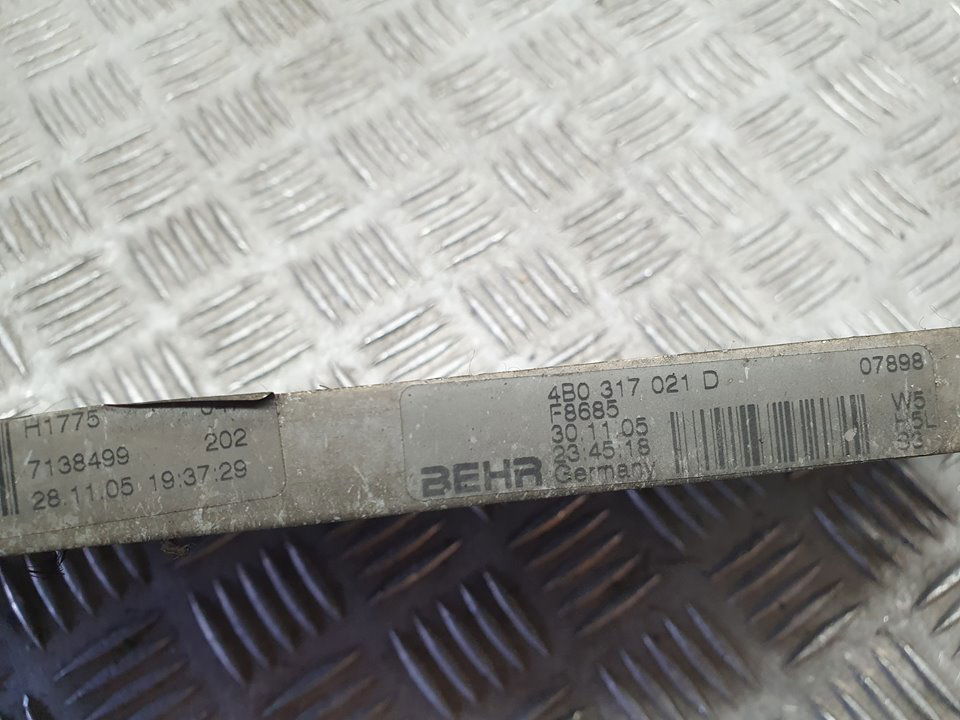 H1775
7138499 202
28.11.05 19:37:29
4B0 317 021 D 07898
F8685
30.11.05 W5
23:45:18
BEHR Germany